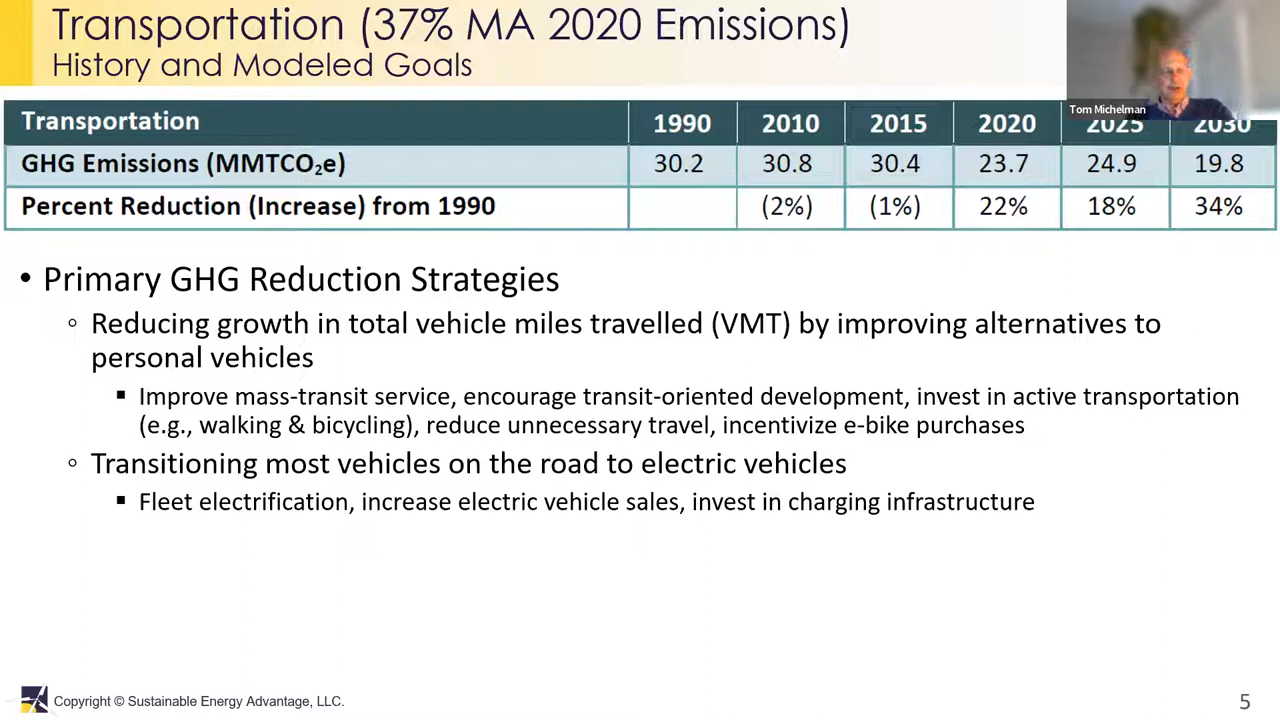 Transportation (37% MA 2020 Emissions)
History and Modeled Goals
Tom Michelman
Transportation 1990 2010 2015 2020 2025 2030
GHG Emissions (MMTCO₂e) 30.2 30.8 30.4 23.7 24.9 19.8
Percent Reduction (Increase) from 1990 (2%) (1%) 22% 18% 34%
• Primary GHG Reduction Strategies
◦ Reducing growth in total vehicle miles travelled (VMT) by improving alternatives to
personal vehicles
▪ Improve mass-transit service, encourage transit-oriented development, invest in active transportation
(e.g., walking & bicycling), reduce unnecessary travel, incentivize e-bike purchases
◦ Transitioning most vehicles on the road to electric vehicles
▪ Fleet electrification, increase electric vehicle sales, invest in charging infrastructure
Copyright © Sustainable Energy Advantage, LLC.
5